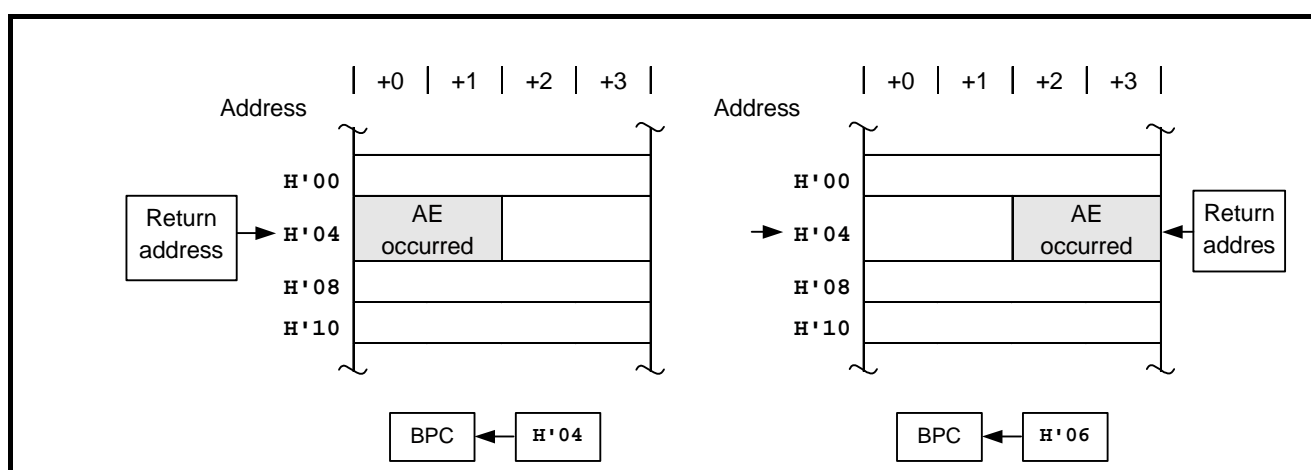 +0 +1 +2 +3
Address
H'00
H'04
H'08
H'10
Return
address
AE
occurred
BPC
H'04
+0 +1 +2 +3
Address
H'00
H'04
H'08
H'10
AE
occurred
Return
addres
BPC
H'06